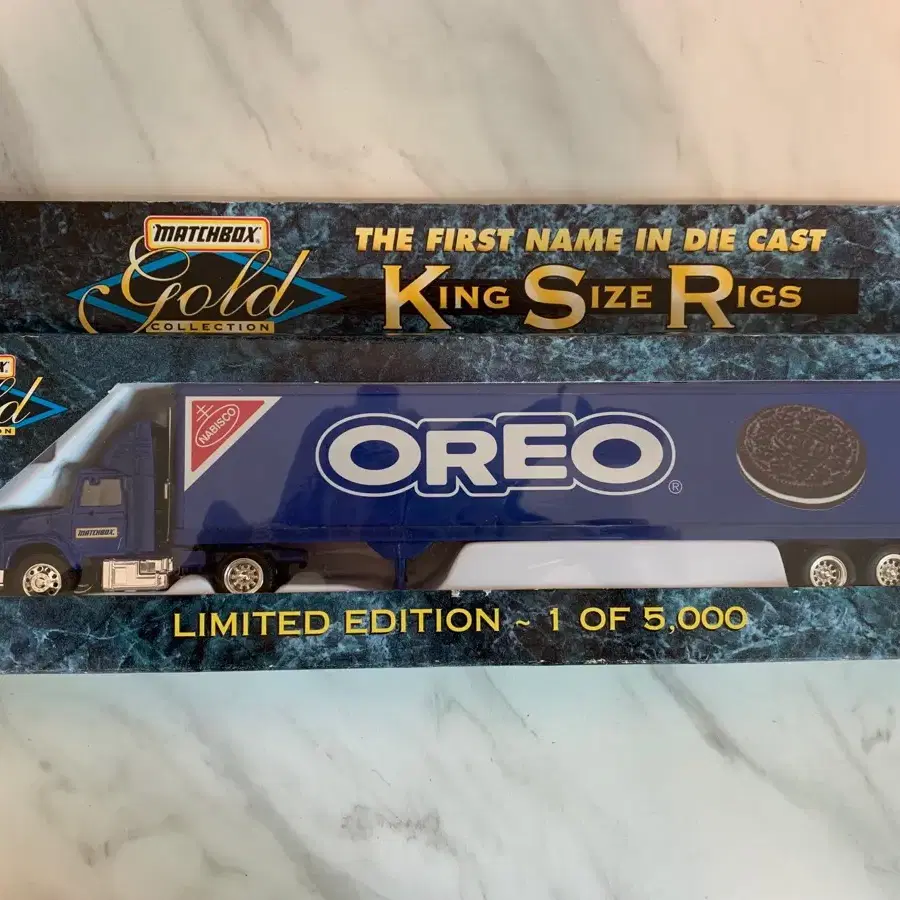 MATCHBOX
Gold
COLLECTION
THE FIRST NAME IN DIE CAST
KING SIZE RIGS
NABISCO
OREO®
MATCHBOX
LIMITED EDITION ~ 1 OF 5,000